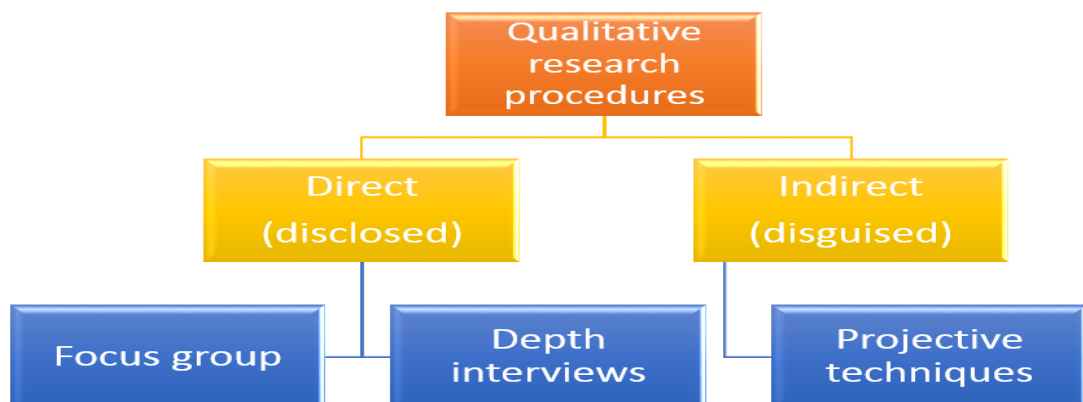 Qualitative
research
procedures
Direct
(disclosed)
Indirect
(disguised)
Focus group
Depth
interviews
Projective
techniques